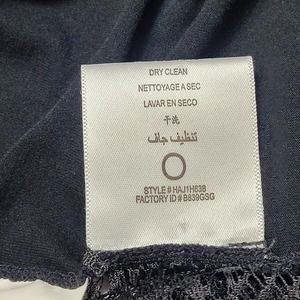 DRY CLEAN
NETTOYAGE A SEC
LAVAR EN SECO
干洗
تنظيف جاف
STYLE # HAJ1H638
FACTORY ID # B839GSG